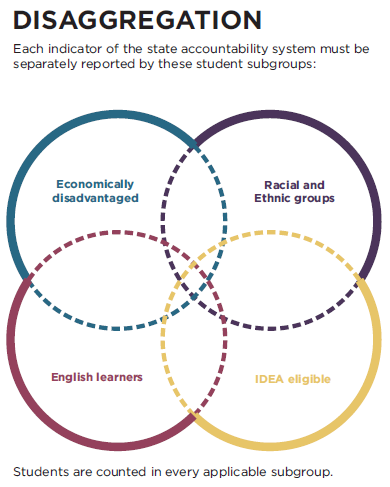 DISAGGREGATION
Each indicator of the state accountability system must be
separately reported by these student subgroups:
Economically
disadvantaged
Racial and
Ethnic groups
English learners
IDEA eligible
Students are counted in every applicable subgroup.